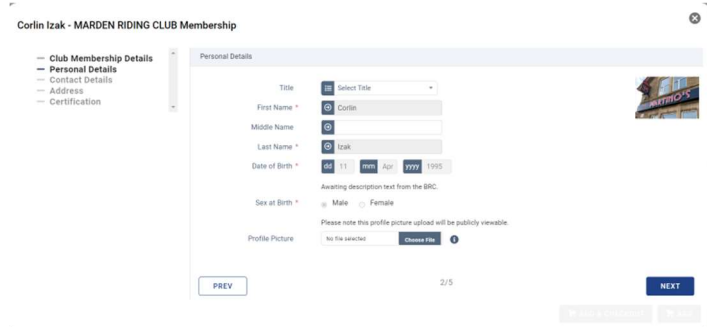 Corlin Izak - MARDEN RIDING CLUB Membership
Club Membership Details
Personal Details
Contact Details
Address
Certification
Personal Details
Title Select Title
First Name * Corlin
Middle Name
Last Name * Izak
Date of Birth * dd 11 mm Apr yyyy 1995
Awaiting description text from the BRC.
Sex at Birth * Male Female
Please note this profile picture upload will be publicly viewable.
Profile Picture No file selected Choose File
PREV 2/5 NEXT